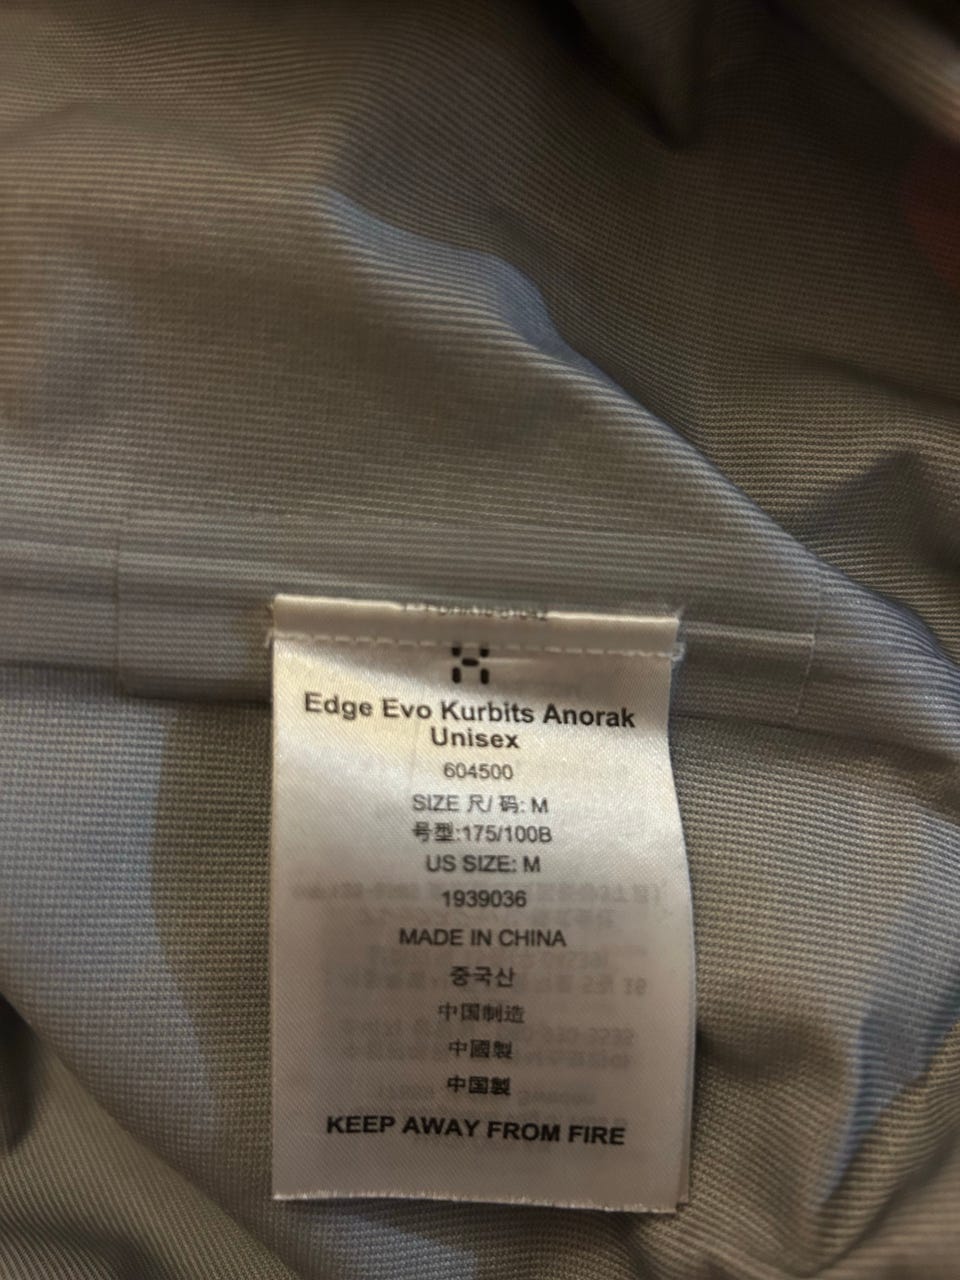 Edge Evo Kurbits Anorak
Unisex
604500
SIZE 尺/ 码: M
号型:175/100B
US SIZE: M
1939036
MADE IN CHINA
중국산
中国制造
中國製
中国製
KEEP AWAY FROM FIRE